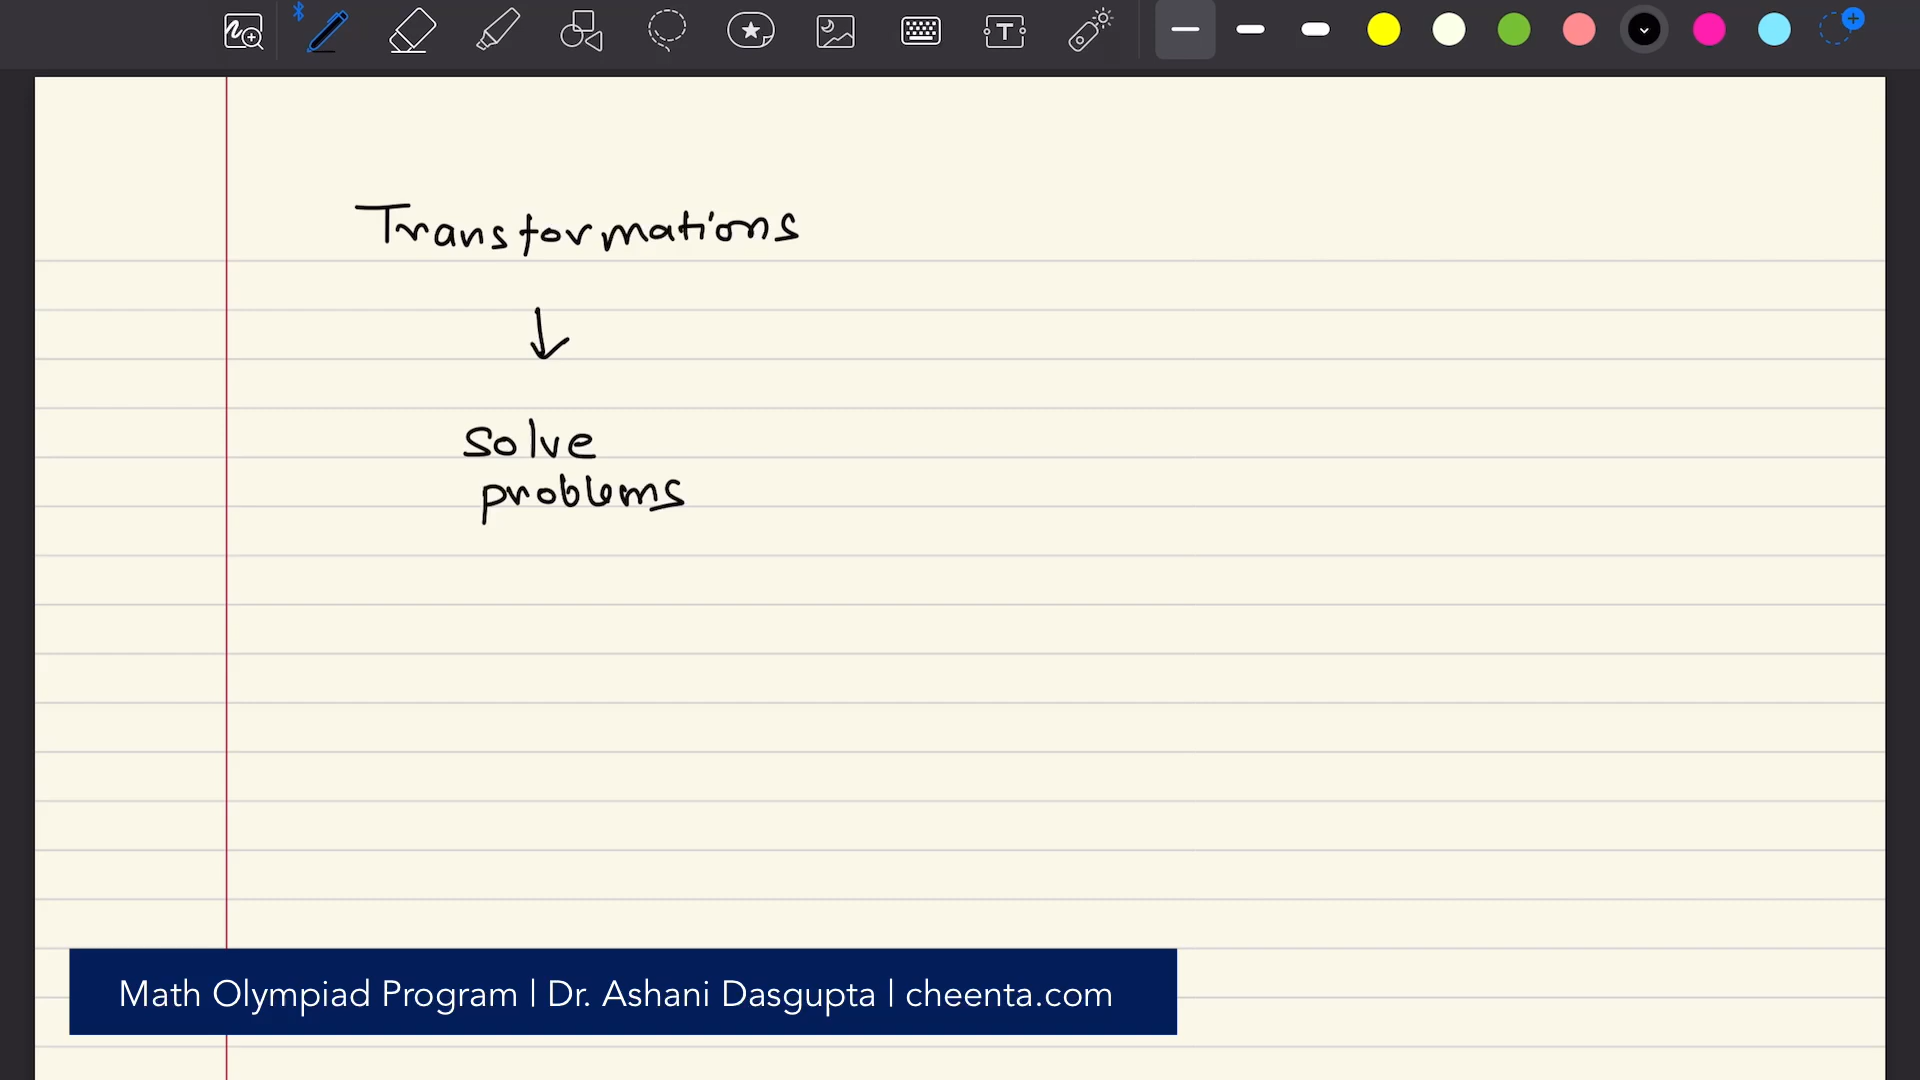 Transformations
↓
solve
problems
Math Olympiad Program | Dr. Ashani Dasgupta | cheenta.com